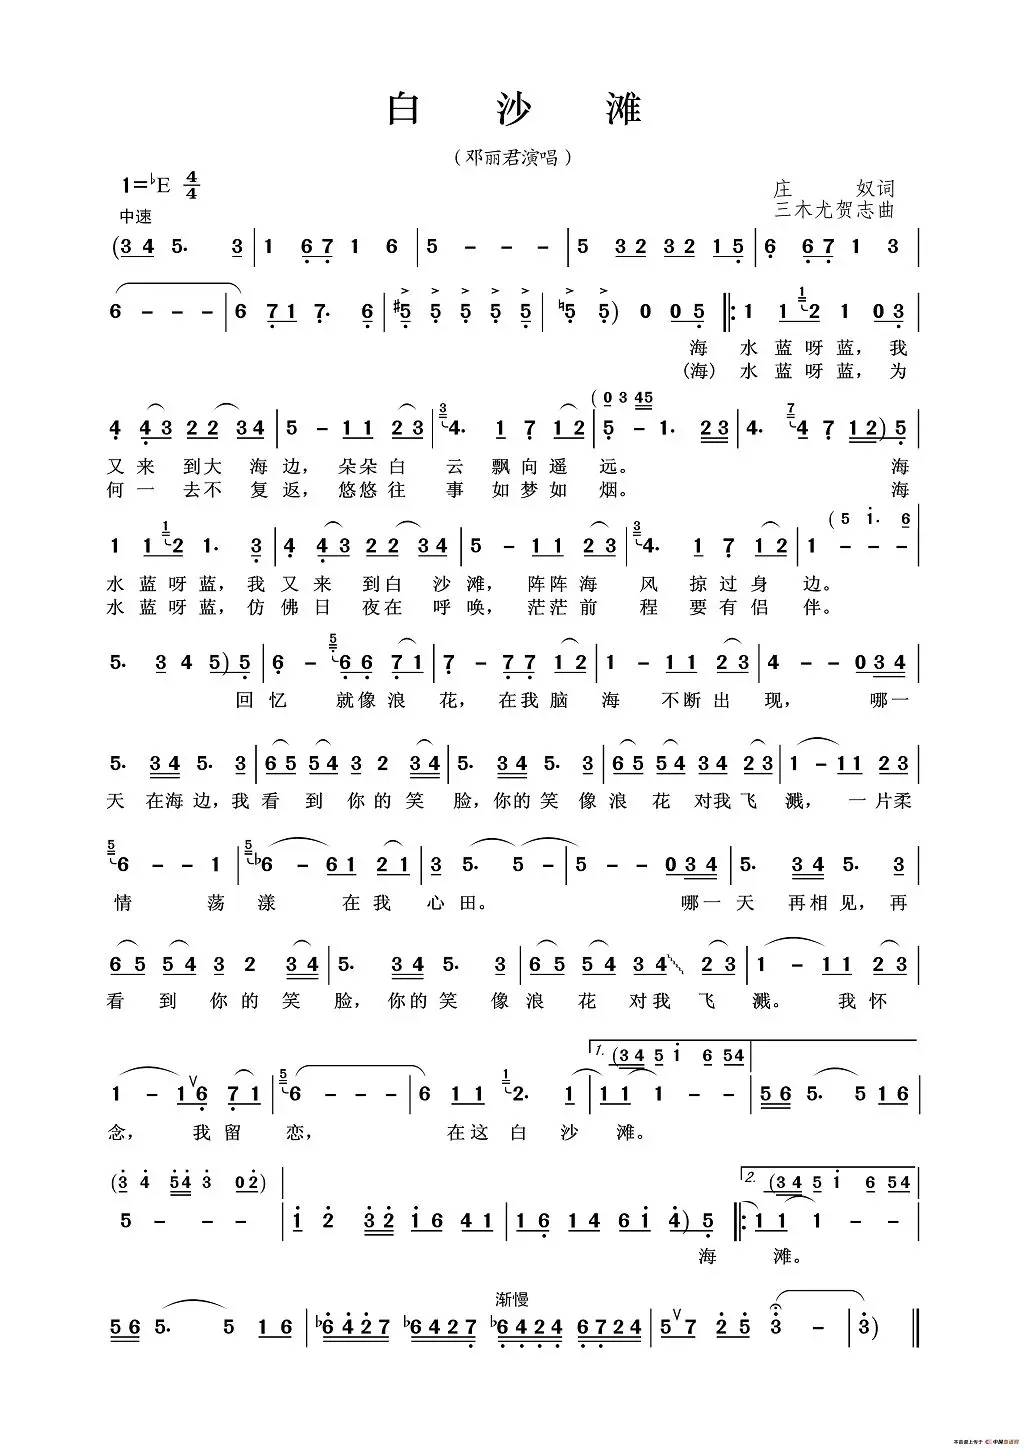 白 沙 滩
（邓丽君演唱）
1=♭E 4/4
庄 奴词
中速
三木尤贺志曲
(3 4 5. 3 | 1 6 7 1 6 | 5 - - - | 5 3 2 3 2 1 5 | 6 6 7 1 3 |
6 - - - | 6 7 1 7. 6 | #5 5 5 5 5 | ♮5 5) 0 0 5 |: 1 1 2 1 0 3 |
海 水 蓝 呀 蓝， 我
(海) 水 蓝 呀 蓝， 为
(0 3 45
4 4 3 2 2 3 4 | 5 - 1 1 2 3 | 4. 1 7 1 2 | 5 - 1. 2 3 | 4. 4 7 1 2) 5 |
又 来 到 大 海 边， 朵 朵 白 云 飘 向 遥 远。 海
何 一 去 不 复 返， 悠 悠 往 事 如 梦 如 烟。 海
(5 1. 6
1 1 2 1. 3 | 4 4 3 2 2 3 4 | 5 - 1 1 2 3 | 4. 1 7 1 2 | 1 - - - |
水 蓝 呀 蓝， 我 又 来 到 白 沙 滩， 阵 阵 海 风 掠 过 身 边。
水 蓝 呀 蓝， 仿 佛 日 夜 在 呼 唤， 茫 茫 前 程 要 有 侣 伴。
5. 3 4 5) 5 | 6 - 6 6 7 1 | 7 - 7 7 1 2 | 1 - 1 1 2 3 | 4 - - 0 3 4 |
回 忆 就 像 浪 花， 在 我 脑 海 不 断 出 现， 哪 一
5. 3 4 5. 3 | 6 5 5 4 3 2 3 4 | 5. 3 4 5. 3 | 6 5 5 4 3 4 2 3 | 1 - 1 1 2 3 |
天 在 海 边， 我 看 到 你 的 笑 脸， 你 的 笑 像 浪 花 对 我 飞 溅， 一 片 柔
6 - - 1 | ♭6 - 6 1 2 1 | 3 5. 5 - | 5 - - 0 3 4 | 5. 3 4 5. 3 |
情 荡 漾 在 我 心 田。 哪 一 天 再 相 见， 再
6 5 5 4 3 2 3 4 | 5. 3 4 5. 3 | 6 5 5 4 3 4 2 3 | 1 - 1 1 2 3 |
看 到 你 的 笑 脸， 你 的 笑 像 浪 花 对 我 飞 溅。 我 怀
1. (3 4 5 1 6 5 4
1 - 1 ∨ 6 7 1 | 6 - - - | 6 1 1 2. 1 | 1 1 1 - - | 5 6 5. 5 1 6 |
念， 我 留 恋， 在 这 白 沙 滩。
(3 4 5 4 3 0 2) |
2. (3 4 5 1 6 5 4
5 - - - | 1 2 3 2 1 6 4 1 | 1 6 1 4 6 1 4) 5 :| 1 1 1 - - |
海 滩。
渐慢
5 6 5. 5 1 6 | ♭6 4 2 7 ♭6 4 2 7 ♭6 4 2 4 6 7 2 4 | 5 ∨ 7 2 5 3 - | 3) ‖